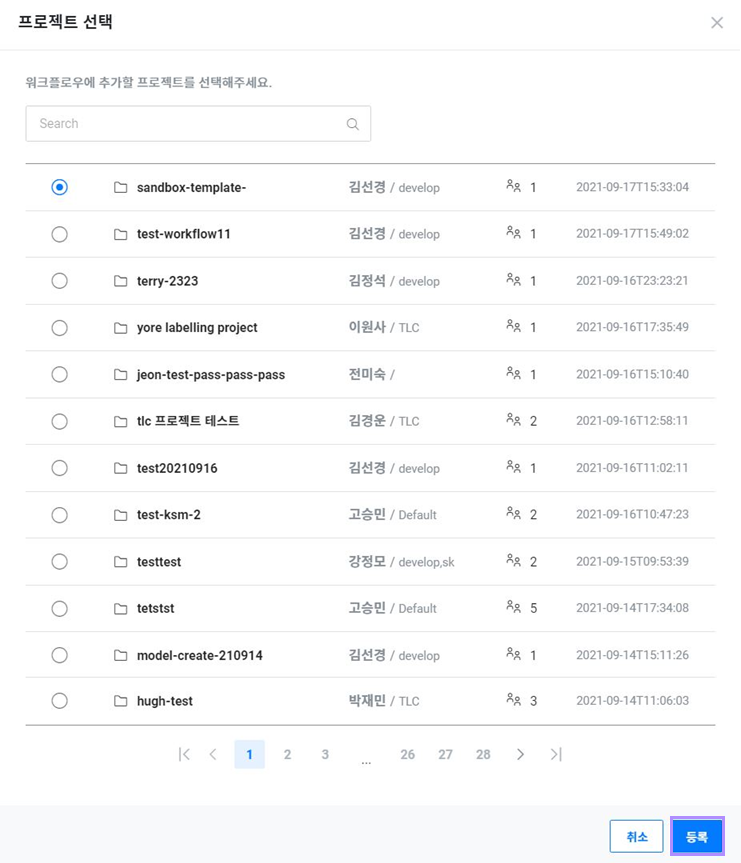 프로젝트 선택
워크플로우에 추가할 프로젝트를 선택해주세요.
Search
sandbox-template- 김선경 / develop 1 2021-09-17T15:33:04
test-workflow11 김선경 / develop 1 2021-09-17T15:49:02
terry-2323 김정석 / develop 1 2021-09-16T23:23:21
yore labelling project 이원사 / TLC 1 2021-09-16T17:35:49
jeon-test-pass-pass-pass 전미숙 / 1 2021-09-16T15:10:40
tlc 프로젝트 테스트 김경운 / TLC 2 2021-09-16T12:58:11
test20210916 김선경 / develop 1 2021-09-16T11:02:11
test-ksm-2 고승민 / Default 2 2021-09-16T10:47:23
testtest 강정모 / develop,sk 2 2021-09-15T09:53:39
tetstst 고승민 / Default 5 2021-09-14T17:34:08
model-create-210914 김선경 / develop 1 2021-09-14T15:11:26
hugh-test 박재민 / TLC 3 2021-09-14T11:06:03
1 2 3 ... 26 27 28
취소 등록